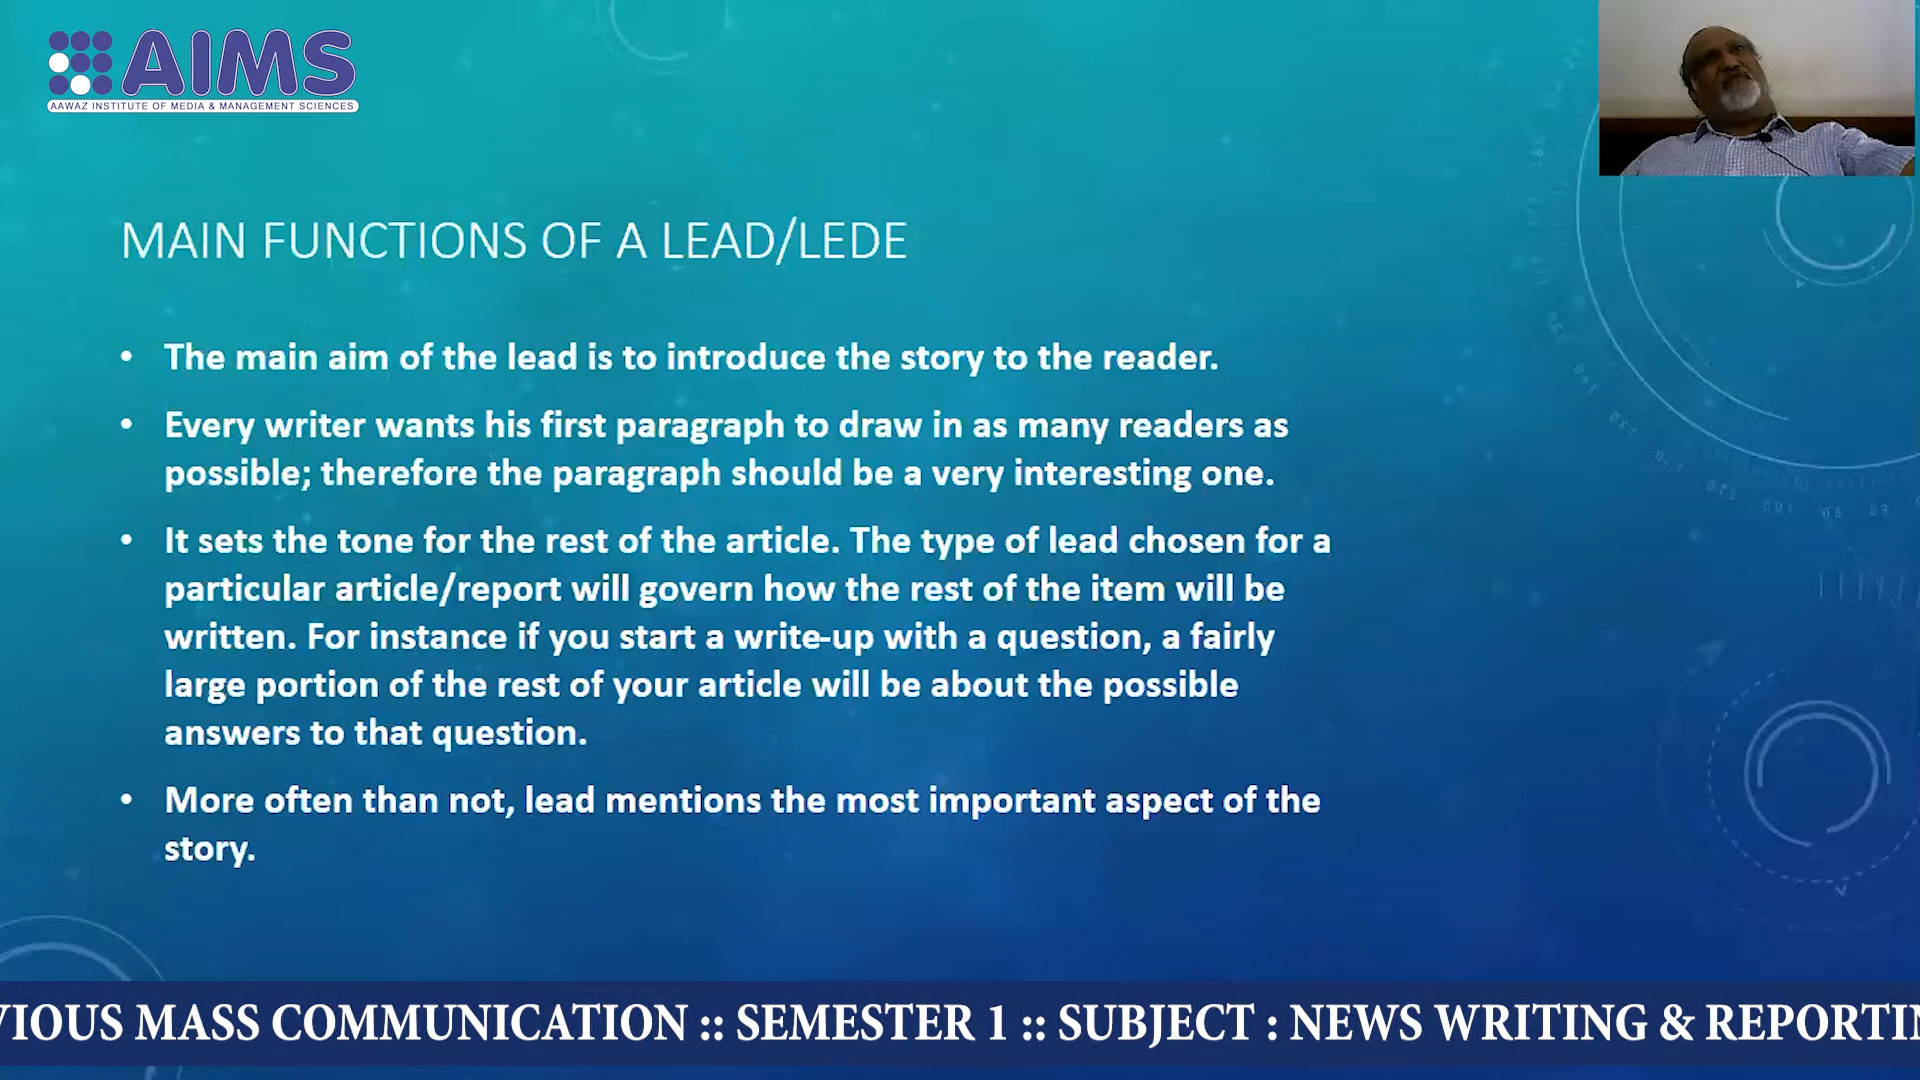 AIMS
AAWAZ INSTITUTE OF MEDIA & MANAGEMENT SCIENCES
MAIN FUNCTIONS OF A LEAD/LEDE
• The main aim of the lead is to introduce the story to the reader.
• Every writer wants his first paragraph to draw in as many readers as
possible; therefore the paragraph should be a very interesting one.
• It sets the tone for the rest of the article. The type of lead chosen for a
particular article/report will govern how the rest of the item will be
written. For instance if you start a write-up with a question, a fairly
large portion of the rest of your article will be about the possible
answers to that question.
• More often than not, lead mentions the most important aspect of the
story.
VIOUS MASS COMMUNICATION :: SEMESTER 1 :: SUBJECT : NEWS WRITING & REPORTIN